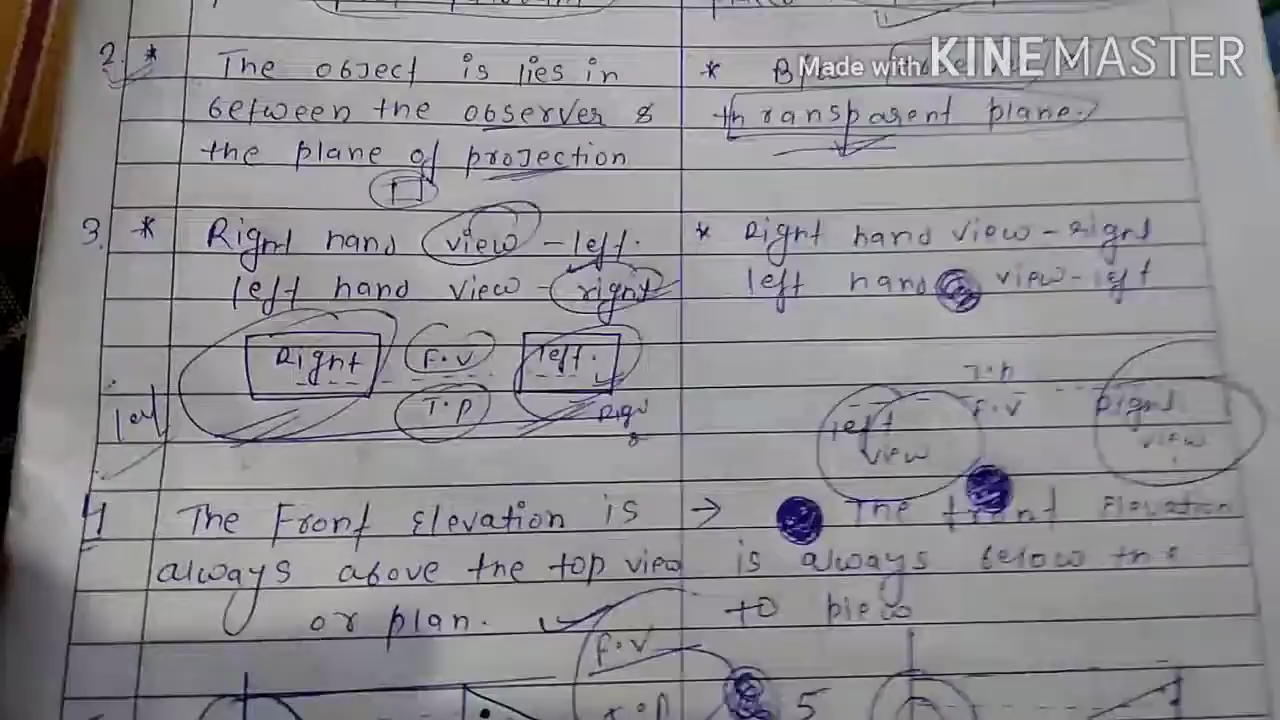 2. * The object is lies in
between the observer &
the plane of projection
*
transparent plane.
Made with KINEMASTER
3. * Right hand view - left.
left hand view - right
* Right hand view - Right
left hand view - left
Right F.V left.
left T.P
F.V Right
left view
view
4 The Front Elevation is
always above the top view
or plan.
→ The front Elevation
is always below the
to piew
F.V
T.P 5